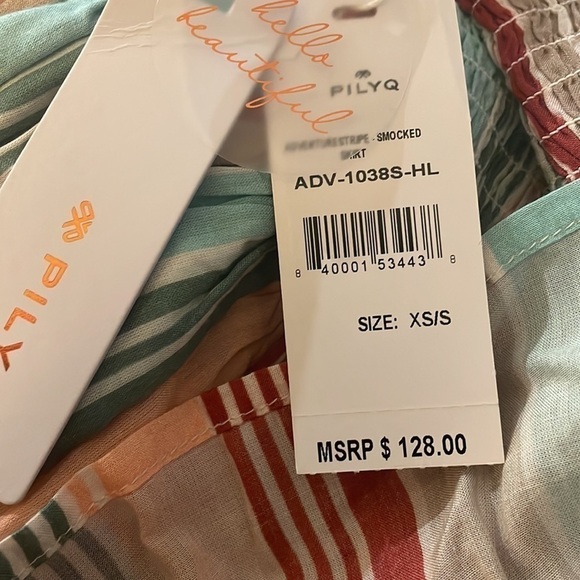 hello
beautiful
PILYQ
ADVENTURE STRIPE - SMOCKED
SKIRT
ADV-1038S-HL
8 40001 53443 8
SIZE: XS/S
MSRP $ 128.00
PILY